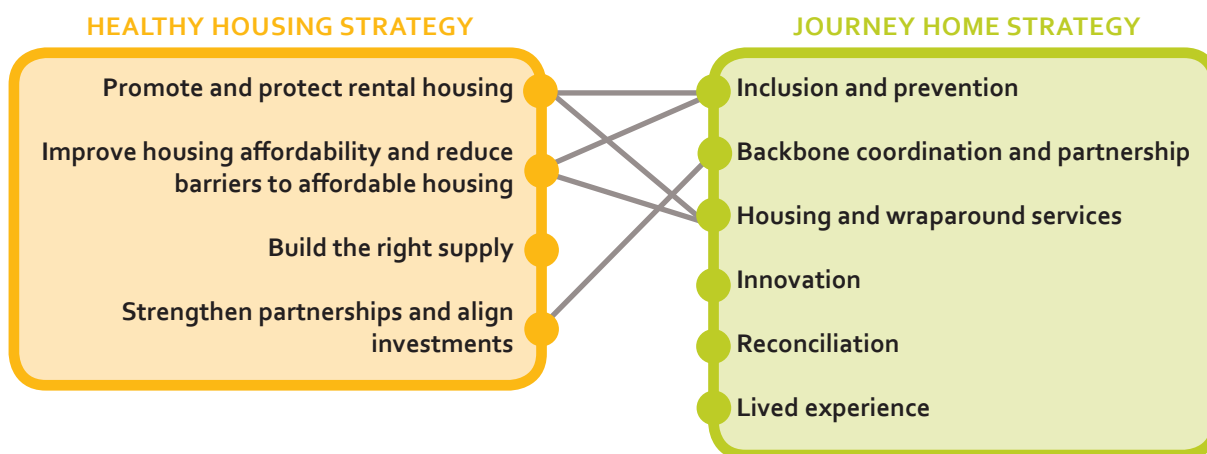 HEALTHY HOUSING STRATEGY
Promote and protect rental housing
Improve housing affordability and reduce
barriers to affordable housing
Build the right supply
Strengthen partnerships and align
investments
JOURNEY HOME STRATEGY
Inclusion and prevention
Backbone coordination and partnership
Housing and wraparound services
Innovation
Reconciliation
Lived experience